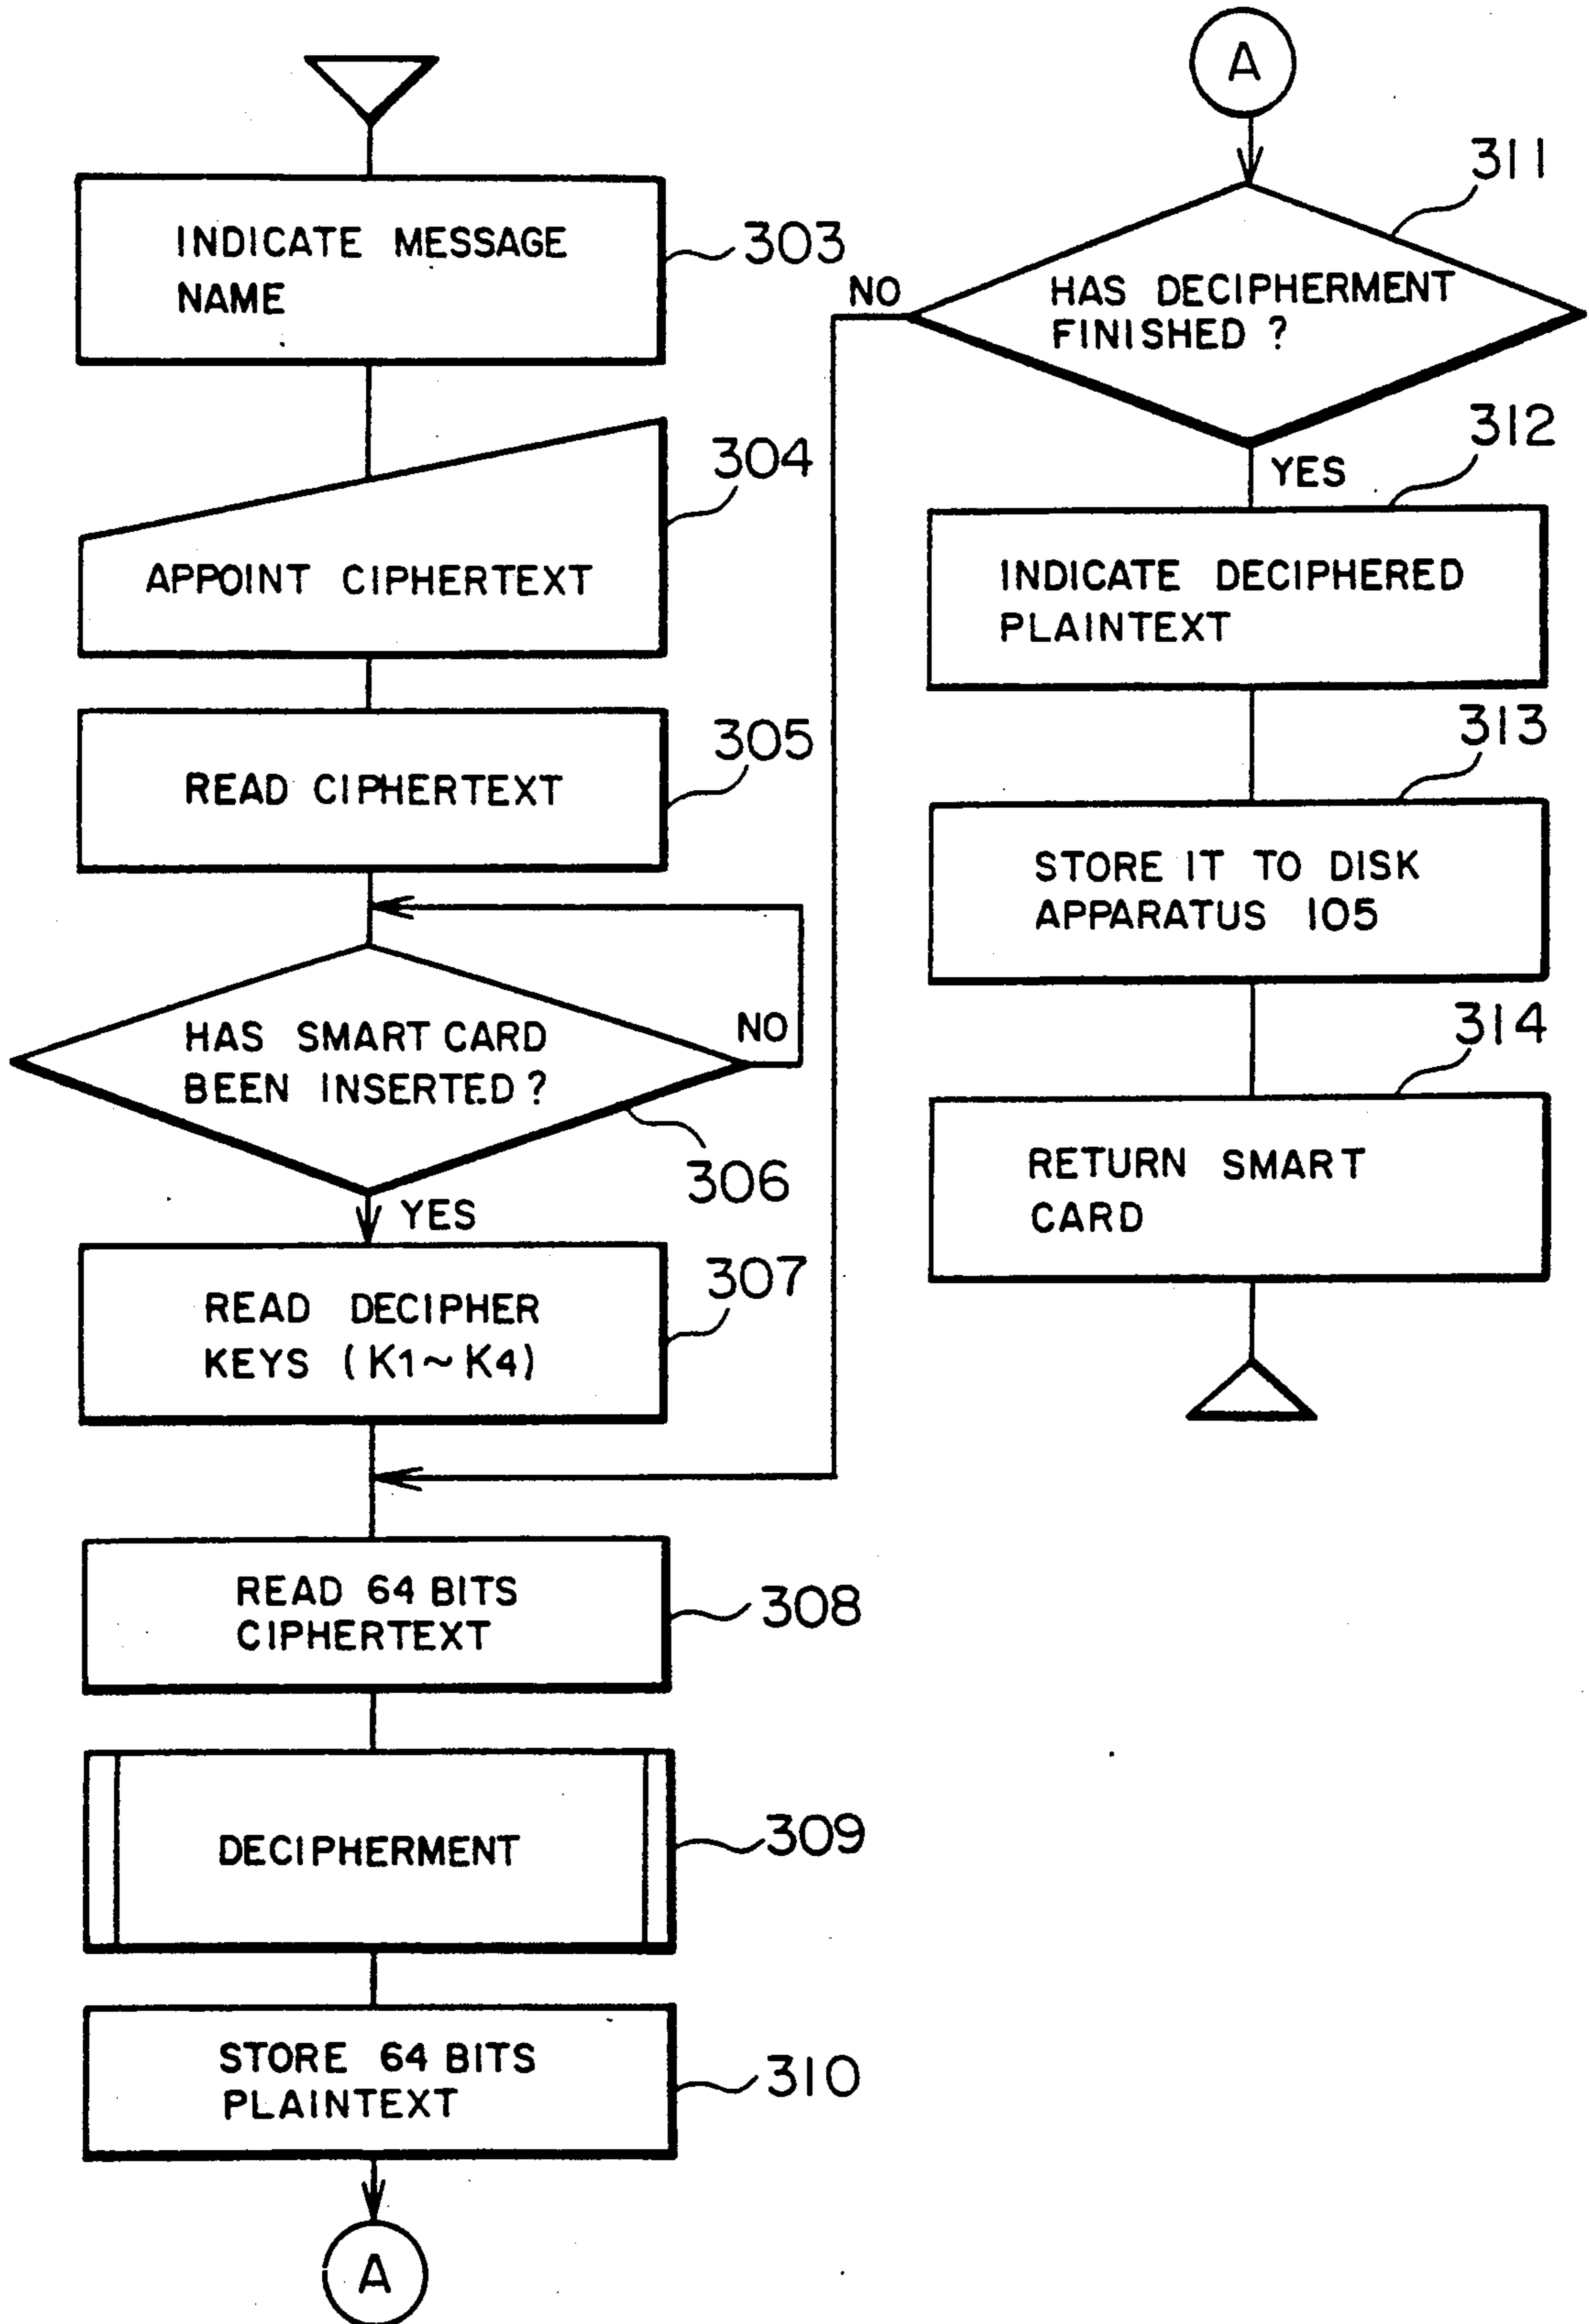 INDICATE MESSAGE
NAME
303
APPOINT CIPHERTEXT
304
READ CIPHERTEXT
305
HAS SMART CARD
BEEN INSERTED?
NO
306
YES
READ DECIPHER
KEYS (K1~K4)
307
READ 64 BITS
CIPHERTEXT
308
DECIPHERMENT
309
STORE 64 BITS
PLAINTEXT
310
A
A
311
HAS DECIPHERMENT
FINISHED?
NO
YES
312
INDICATE DECIPHERED
PLAINTEXT
313
STORE IT TO DISK
APPARATUS 105
314
RETURN SMART
CARD